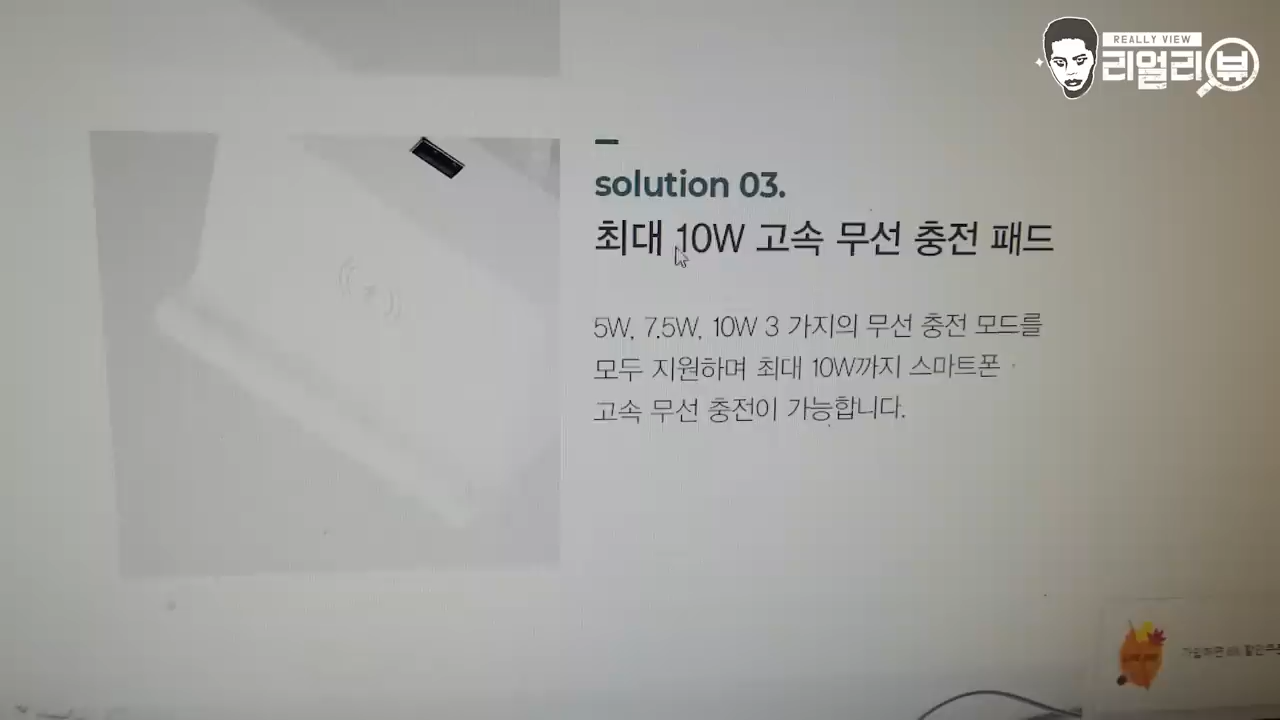 REALLY VIEW
리얼리뷰
solution 03.
최대 10W 고속 무선 충전 패드
5W, 7.5W, 10W 3 가지의 무선 충전 모드를
모두 지원하며 최대 10W까지 스마트폰
고속 무선 충전이 가능합니다.